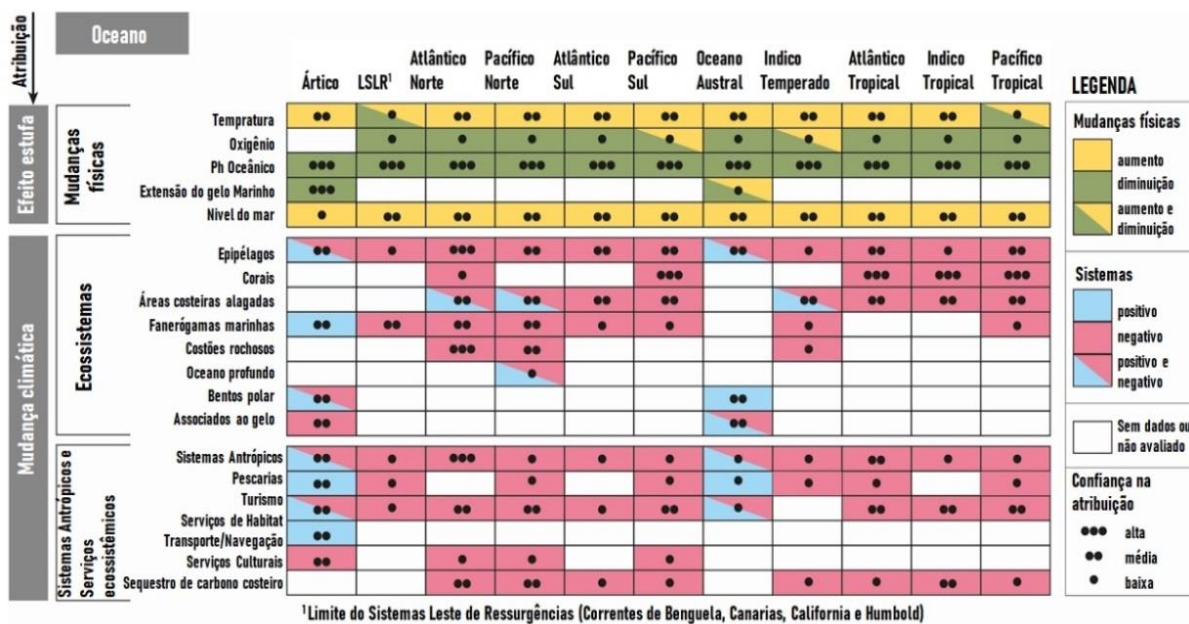 Oceano
Atribuição
Ártico
LSLR¹
Atlântico Norte
Pacífico Norte
Atlântico Sul
Pacífico Sul
Oceano Austral
Indico Temperado
Atlântico Tropical
Indico Tropical
Pacífico Tropical
Efeito estufa
Mudanças físicas
Tempratura
Oxigênio
Ph Oceânico
Extensão do gelo Marinho
Nivel do mar
Mudança climática
Ecossistemas
Epipélagos
Corais
Áreas costeiras alagadas
Fanerógamas marinhas
Costões rochosos
Oceano profundo
Bentos polar
Associados ao gelo
Sistemas Antrópicos e
Serviços
ecosistêmicos
Sistemas Antrópicos
Pescarias
Turismo
Serviços de Habitat
Transporte/Navegação
Serviços Culturais
Sequestro de carbono costeiro
LEGENDA
Mudanças físicas
aumento
diminuição
aumento e
diminuição
Sistemas
positivo
negativo
positivo e
negativo
Sem dados ou
não avaliado
Confiança na
atribuição
alta
média
baixa
¹Limite do Sistemas Leste de Ressurgências (Correntes de Benguela, Canarias, California e Humbold)